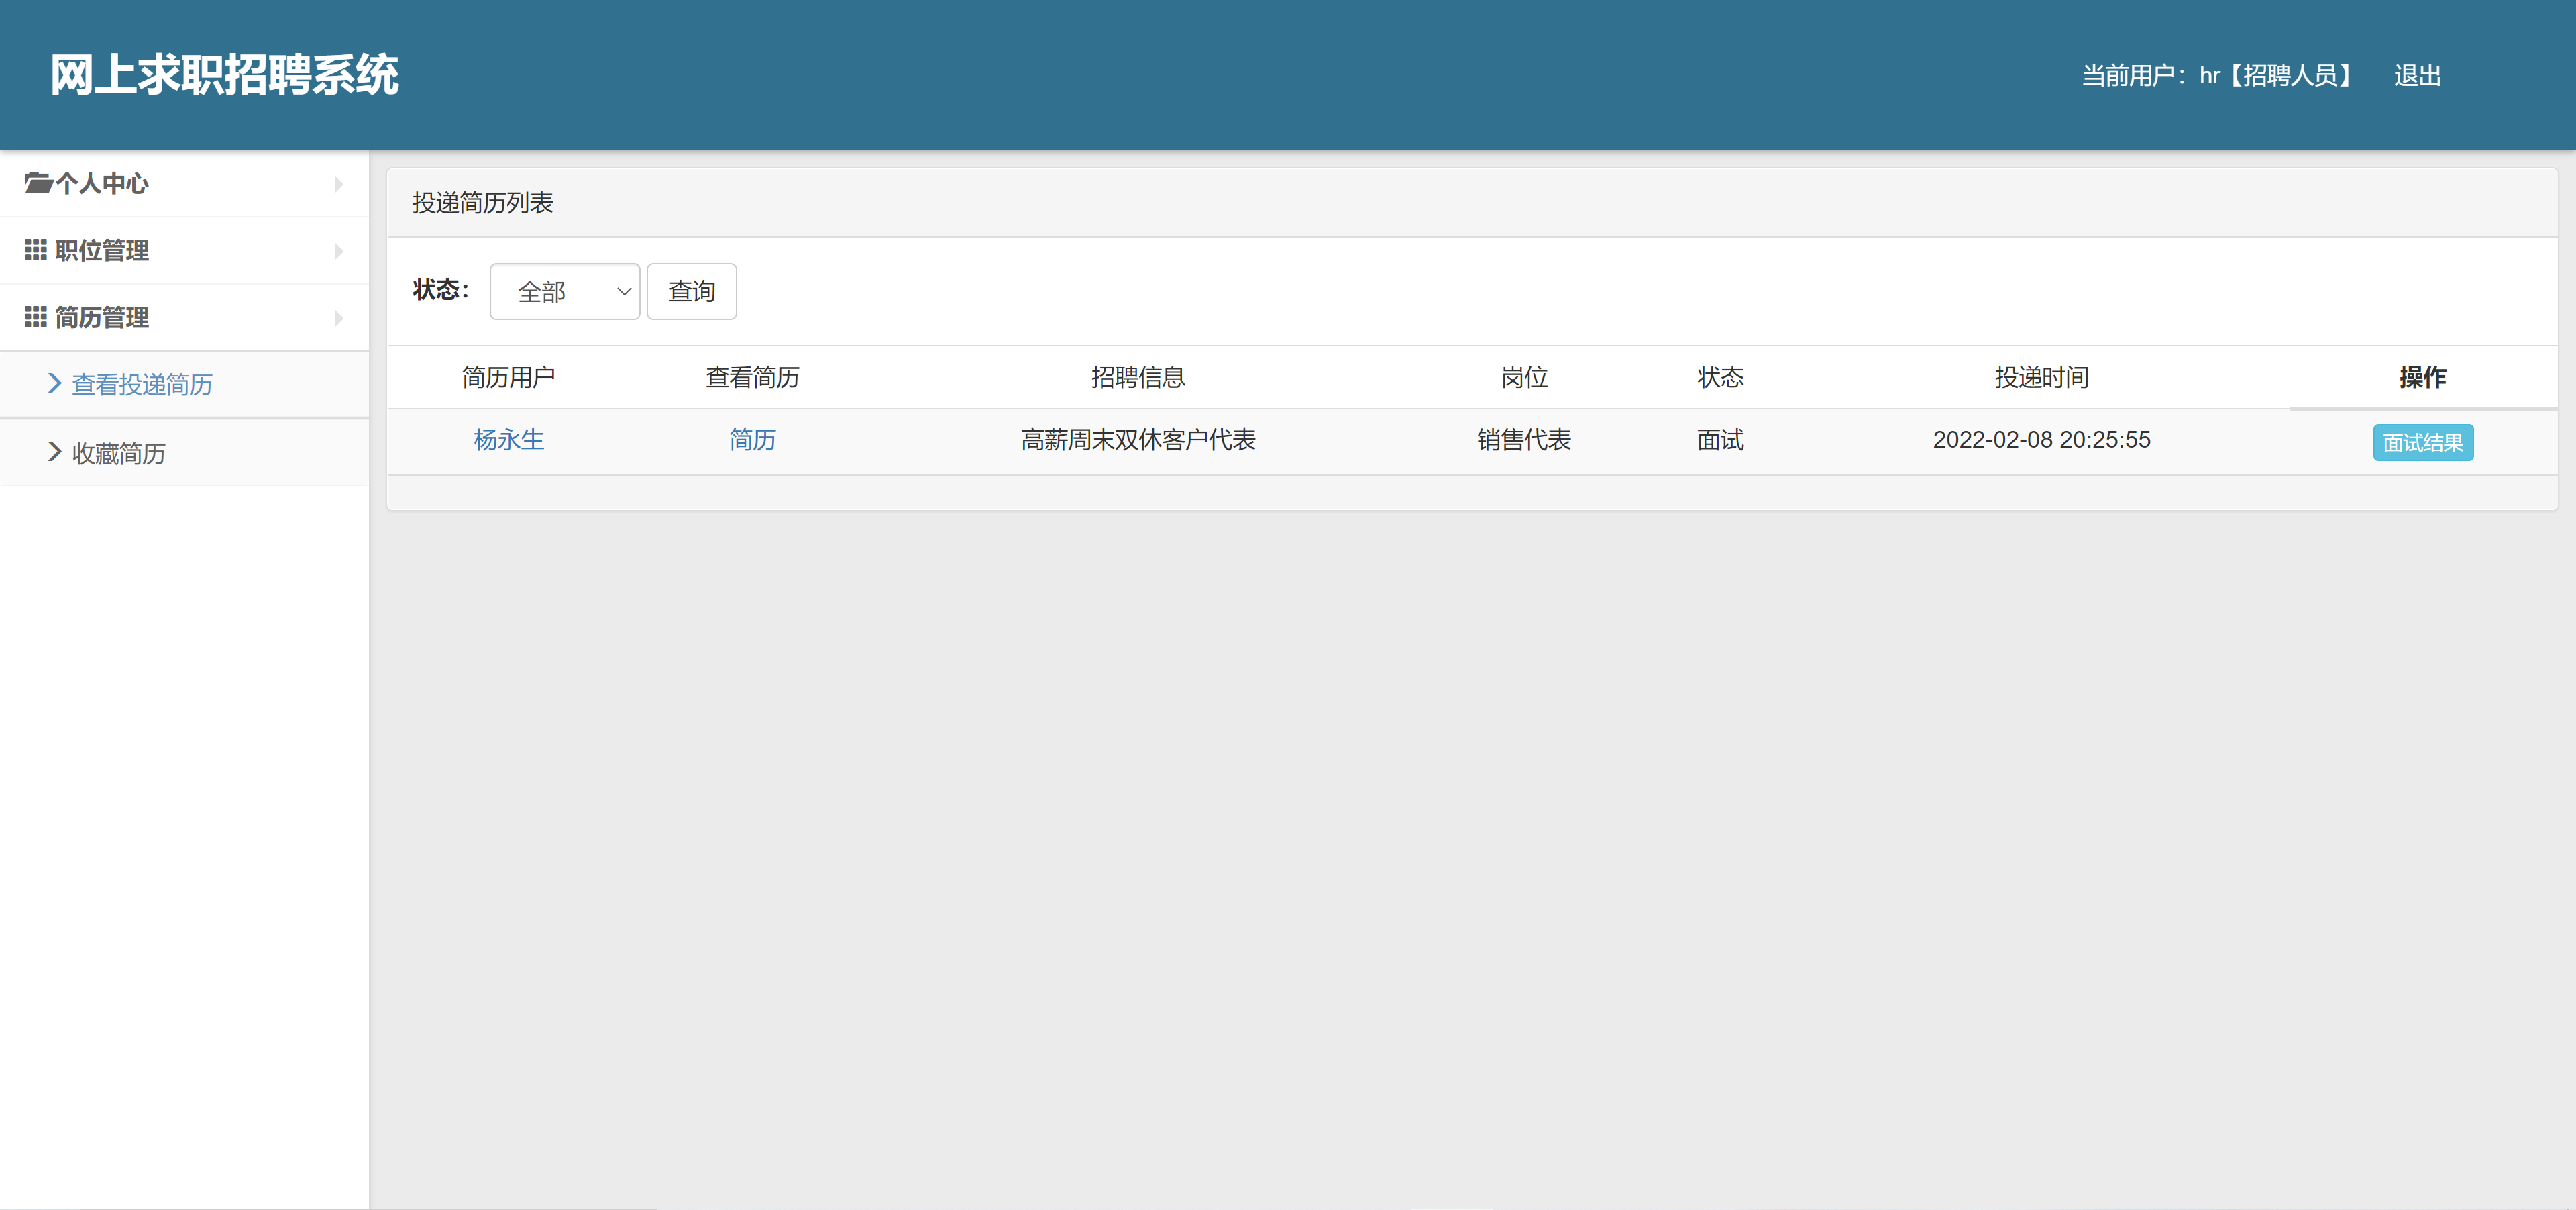 网上求职招聘系统
当前用户：hr【招聘人员】 退出
个人中心
职位管理
简历管理
查看投递简历
收藏简历
投递简历列表
状态： 全部 查询
简历用户 查看简历 招聘信息 岗位 状态 投递时间 操作
杨永生 简历 高薪周末双休客户代表 销售代表 面试 2022-02-08 20:25:55 面试结果